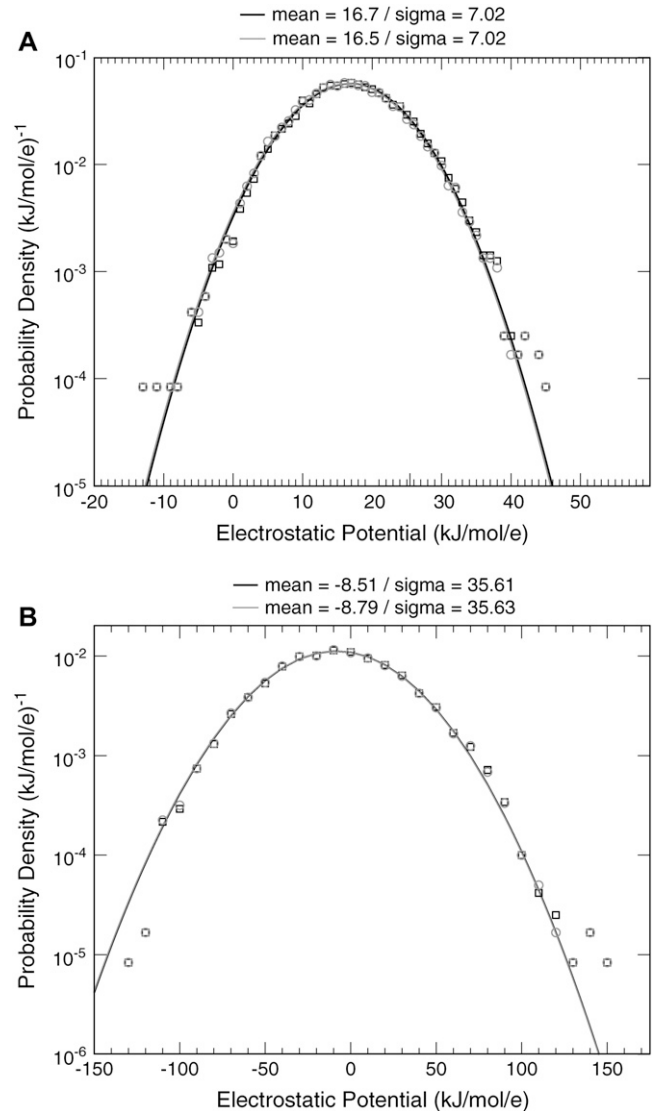 A
mean = 16.7 / sigma = 7.02
mean = 16.5 / sigma = 7.02
Probability Density (kJ/mol/e)-1
10-1
10-2
10-3
10-4
10-5
-20 -10 0 10 20 30 40 50
Electrostatic Potential (kJ/mol/e)
B
mean = -8.51 / sigma = 35.61
mean = -8.79 / sigma = 35.63
Probability Density (kJ/mol/e)-1
10-2
10-3
10-4
10-5
10-6
-150 -100 -50 0 50 100 150
Electrostatic Potential (kJ/mol/e)